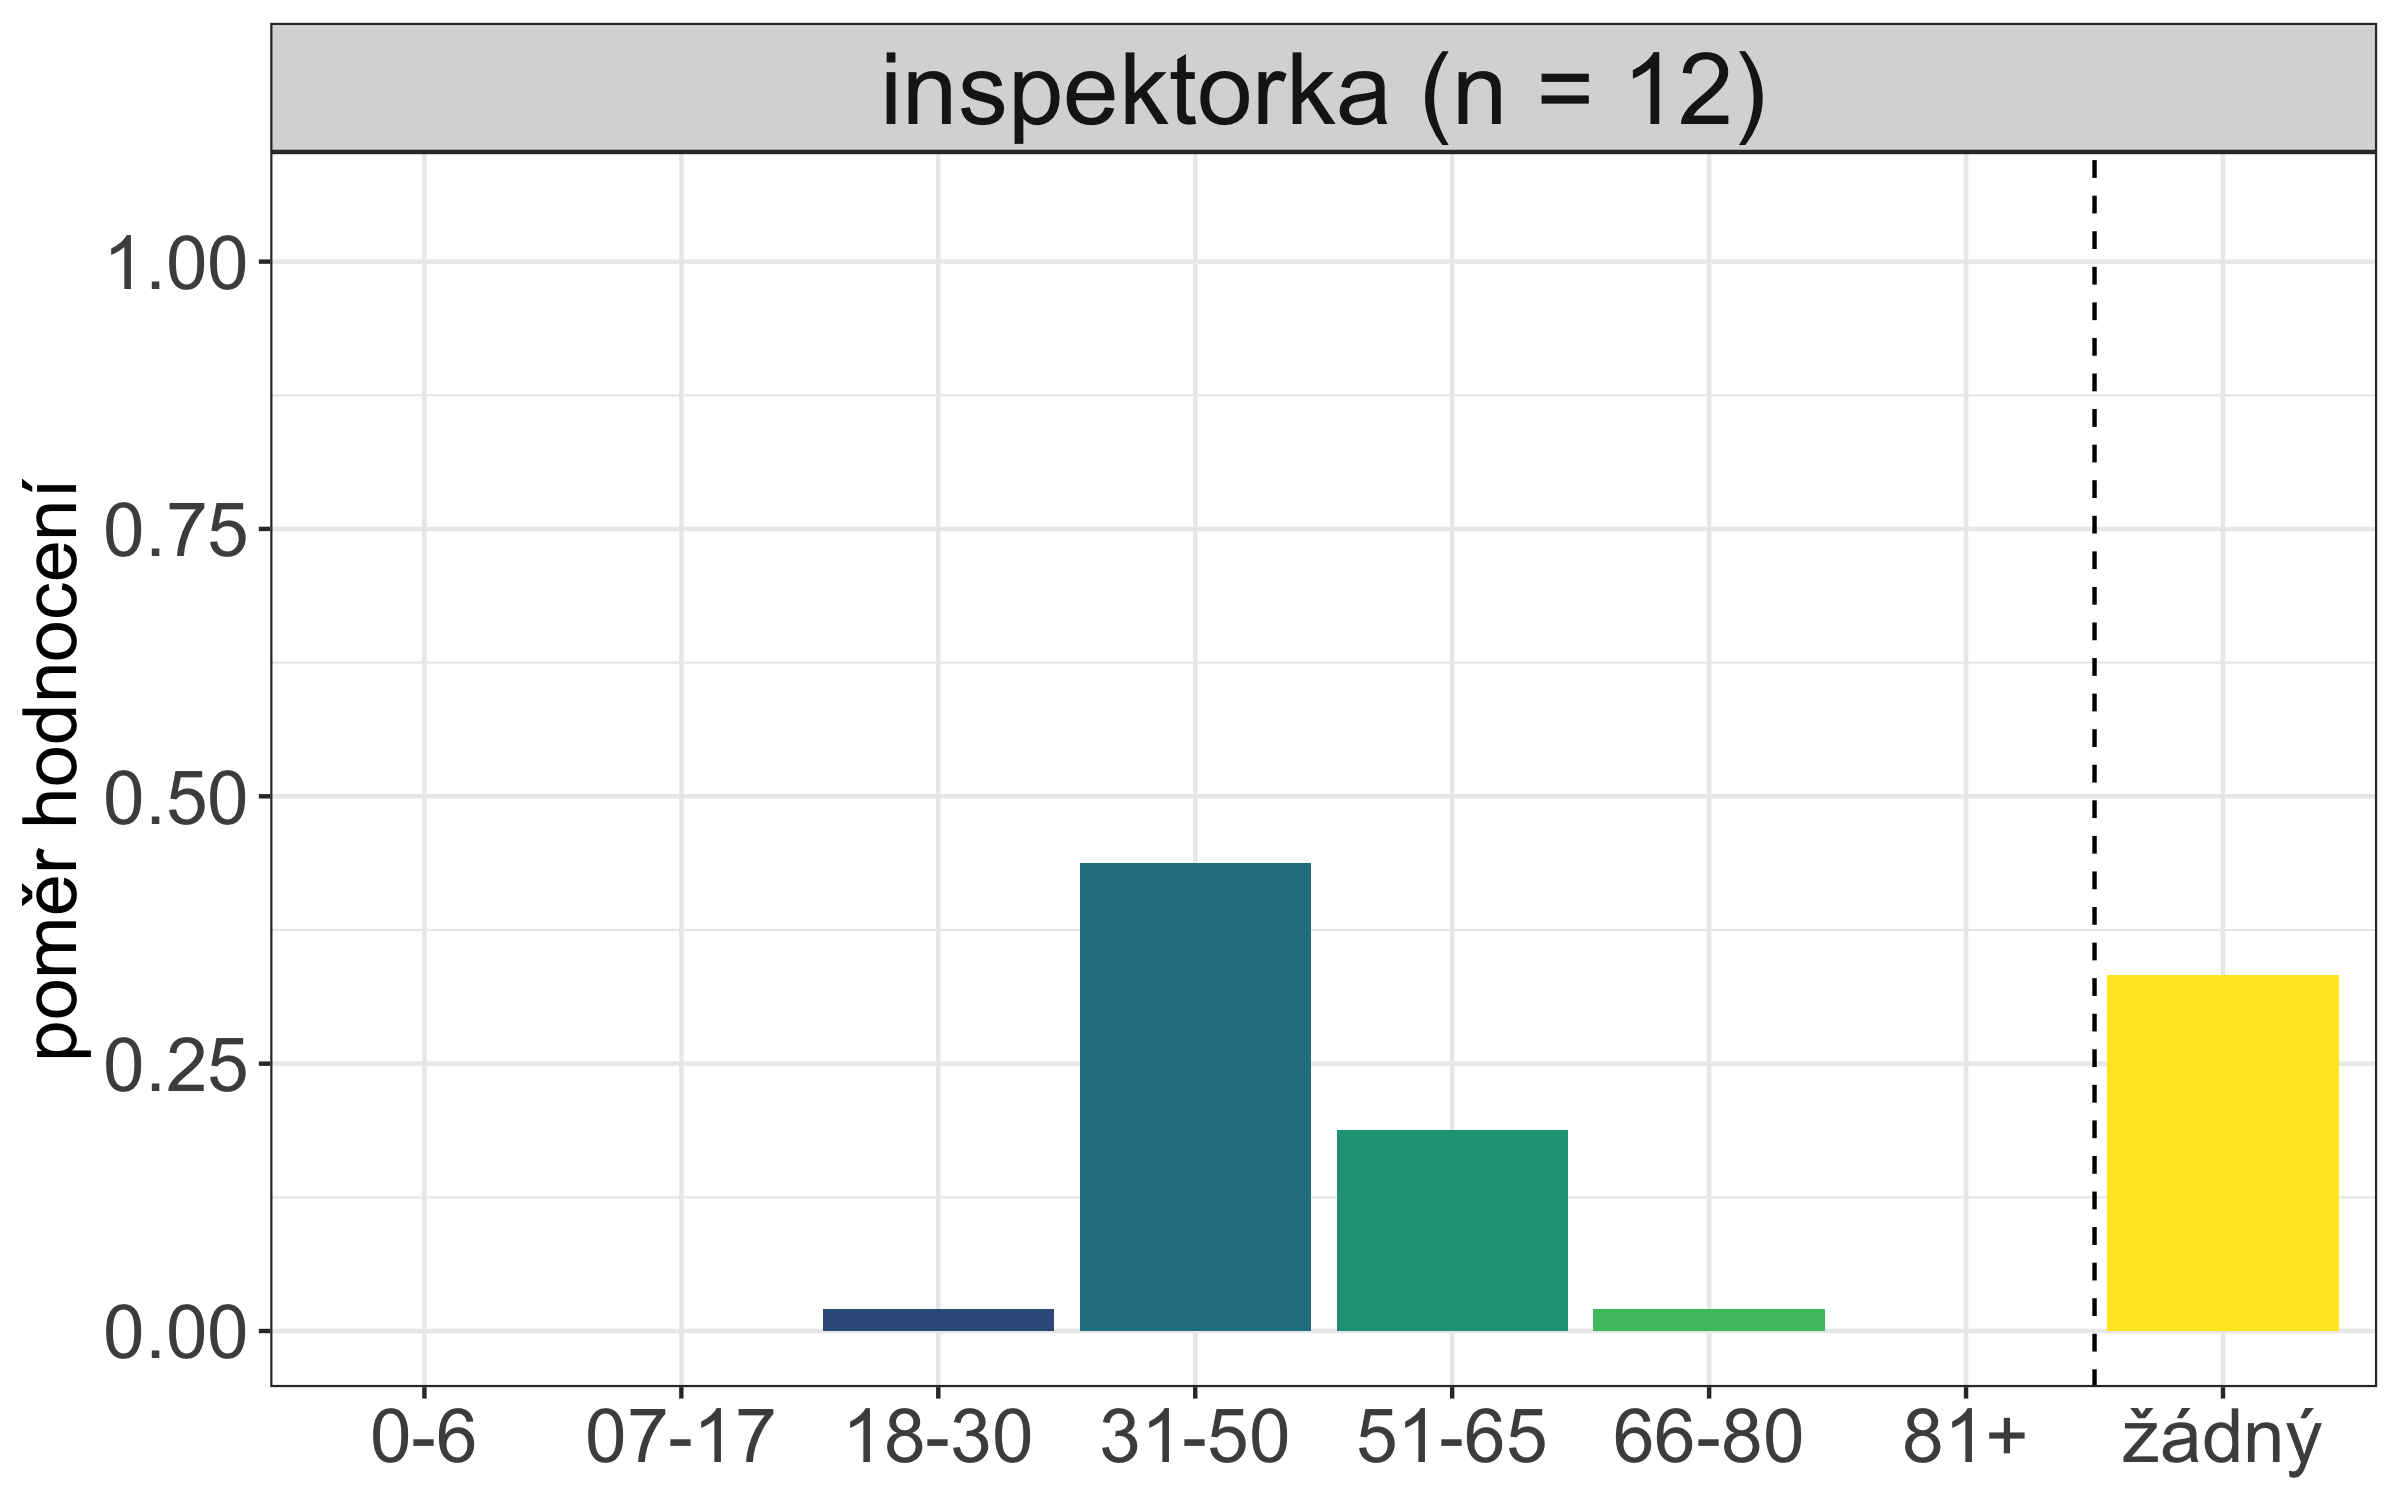 inspektorka (n = 12)
poměr hodnocení
1.00
0.75
0.50
0.25
0.00
0-6 07-17 18-30 31-50 51-65 66-80 81+ žádný